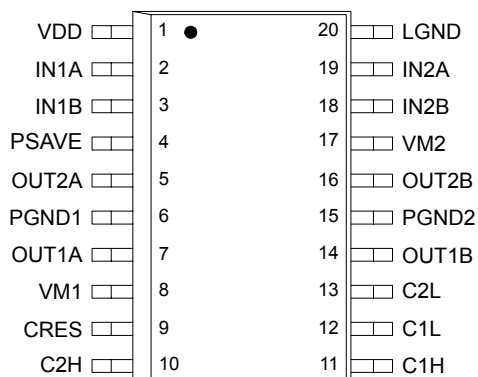 VDD 1 20 LGND
IN1A 2 19 IN2A
IN1B 3 18 IN2B
PSAVE 4 17 VM2
OUT2A 5 16 OUT2B
PGND1 6 15 PGND2
OUT1A 7 14 OUT1B
VM1 8 13 C2L
CRES 9 12 C1L
C2H 10 11 C1H